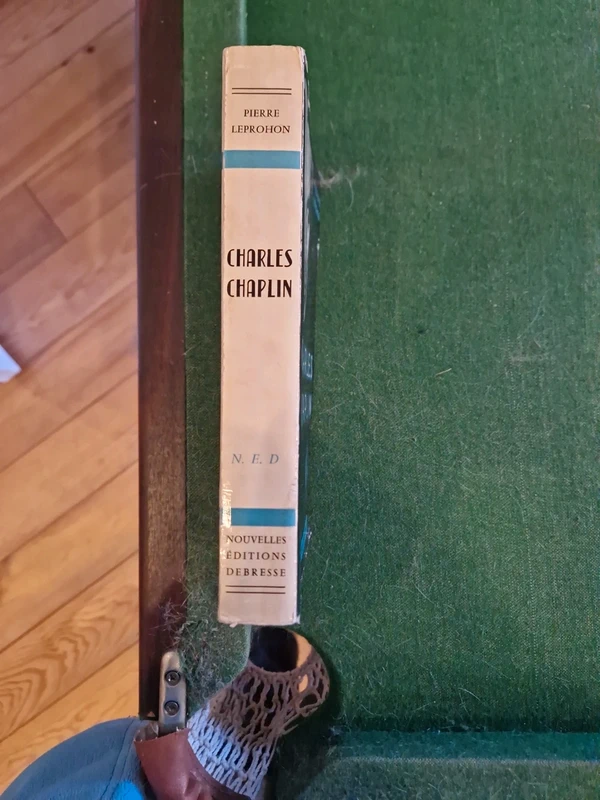 PIERRE
LEPROHON
CHARLES
CHAPLIN
N. E. D
NOUVELLES
ÉDITIONS
DEBRESSE